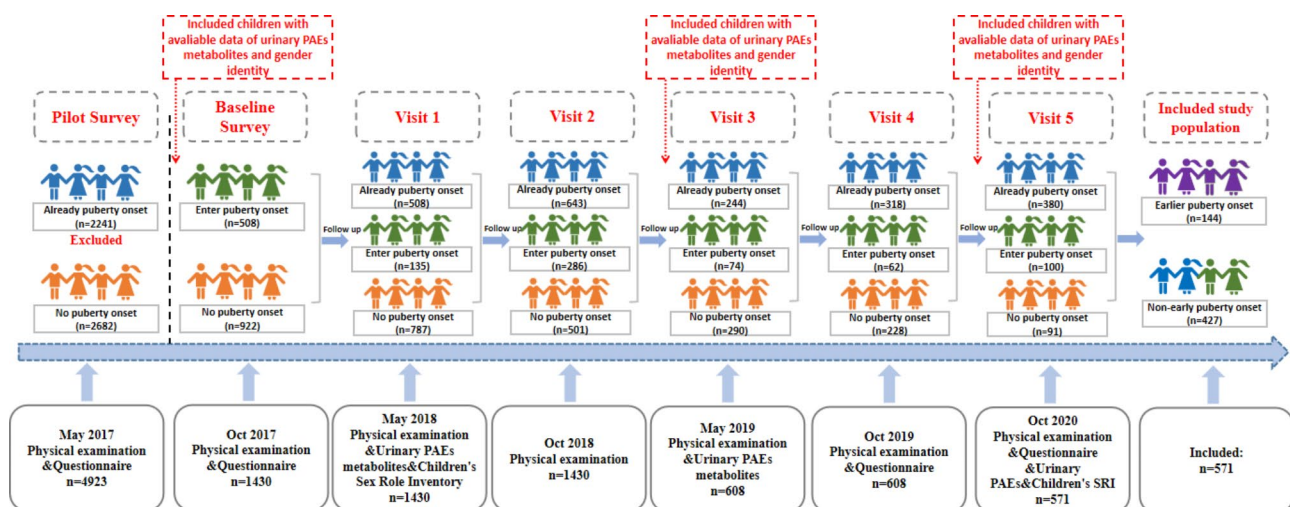 Included children with
avaliable data of urinary PAEs
metabolites and gender
identity
Included children with
avaliable data of urinary PAEs
metabolites and gender
identity
Included children with
avaliable data of urinary PAEs
metabolites and gender
identity
Pilot Survey
Baseline
Survey
Visit 1
Visit 2
Visit 3
Visit 4
Visit 5
Included study
population
Already puberty onset
(n=2241)
Excluded
No puberty onset
(n=2682)
Enter puberty onset
(n=508)
No puberty onset
(n=922)
Follow up
Already puberty onset
(n=508)
Enter puberty onset
(n=135)
No puberty onset
(n=787)
Follow up
Already puberty onset
(n=643)
Enter puberty onset
(n=286)
No puberty onset
(n=501)
Follow up
Already puberty onset
(n=244)
Enter puberty onset
(n=74)
No puberty onset
(n=290)
Follow up
Already puberty onset
(n=318)
Enter puberty onset
(n=62)
No puberty onset
(n=228)
Follow up
Already puberty onset
(n=380)
Enter puberty onset
(n=100)
No puberty onset
(n=91)
Earlier puberty onset
(n=144)
Non-early puberty onset
(n=427)
May 2017
Physical examination
&Questionnaire
n=4923
Oct 2017
Physical examination
&Questionnaire
n=1430
May 2018
Physical examination
&Urinary PAEs
metabolites&Children's
Sex Role Inventory
n=1430
Oct 2018
Physical examination
n=1430
May 2019
Physical examination
&Urinary PAEs
metabolites
n=608
Oct 2019
Physical examination
&Questionnaire
n=608
Oct 2020
Physical examination
&Questionnaire
&Urinary
PAEs&Children's SRI
n=571
Included:
n=571